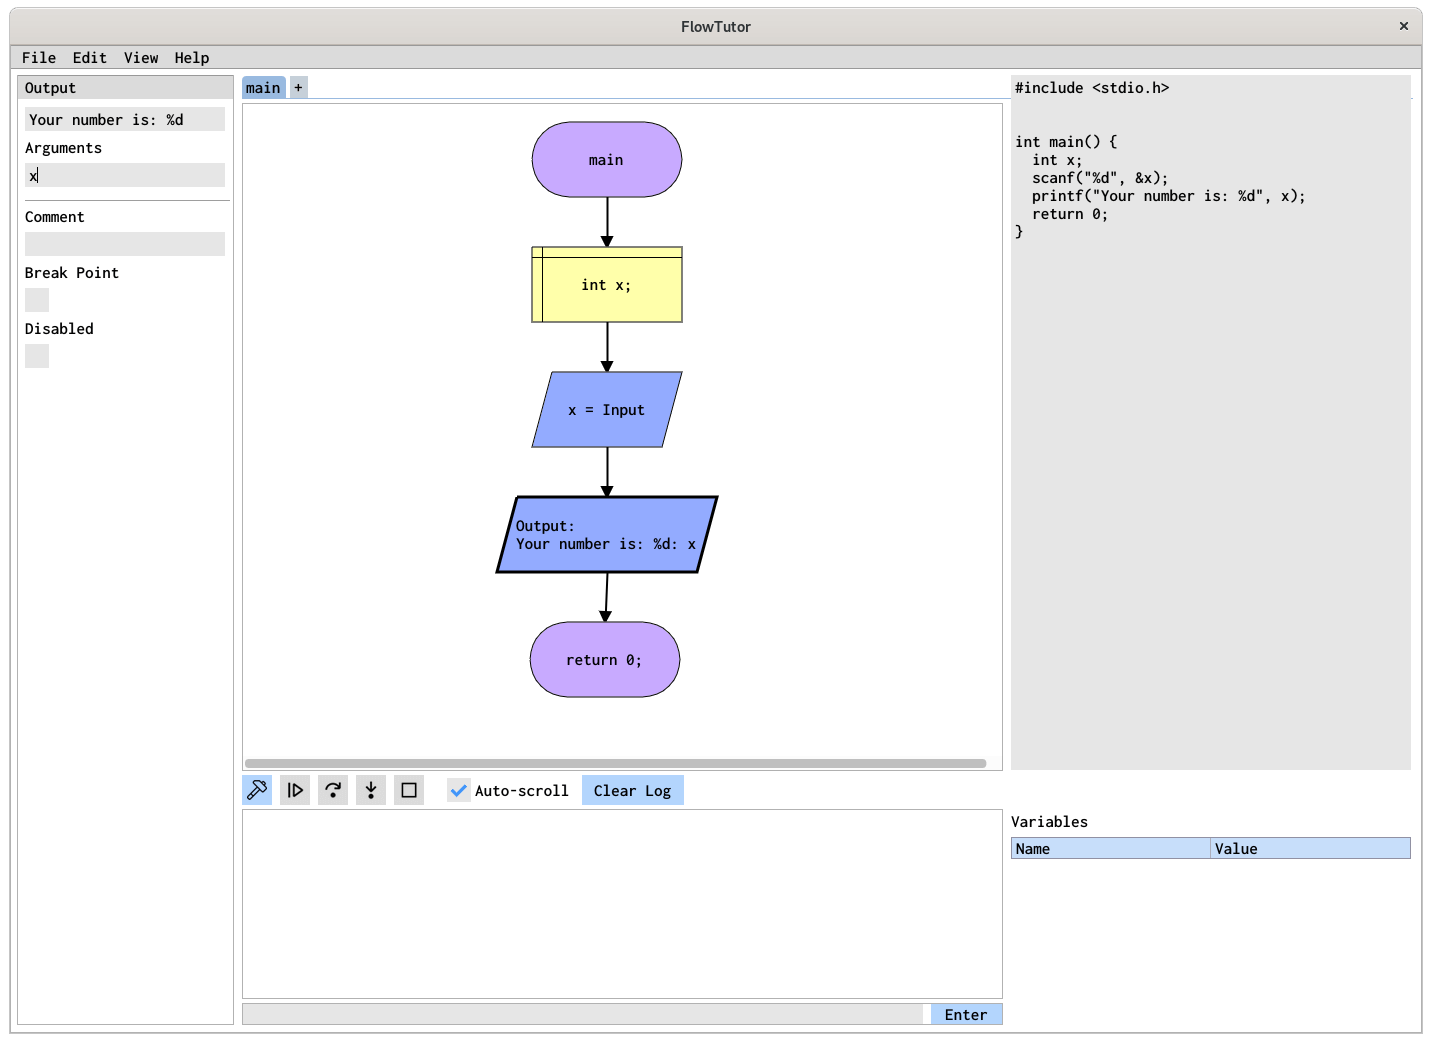 FlowTutor
×
File Edit View Help
Output
Your number is: %d
Arguments
x
Comment
Break Point
Disabled
main +
main
int x;
x = Input
Output:
Your number is: %d: x
return 0;
#include <stdio.h>
int main() {
  int x;
  scanf("%d", &x);
  printf("Your number is: %d", x);
  return 0;
}
Auto-scroll Clear Log
Enter
Variables
Name Value